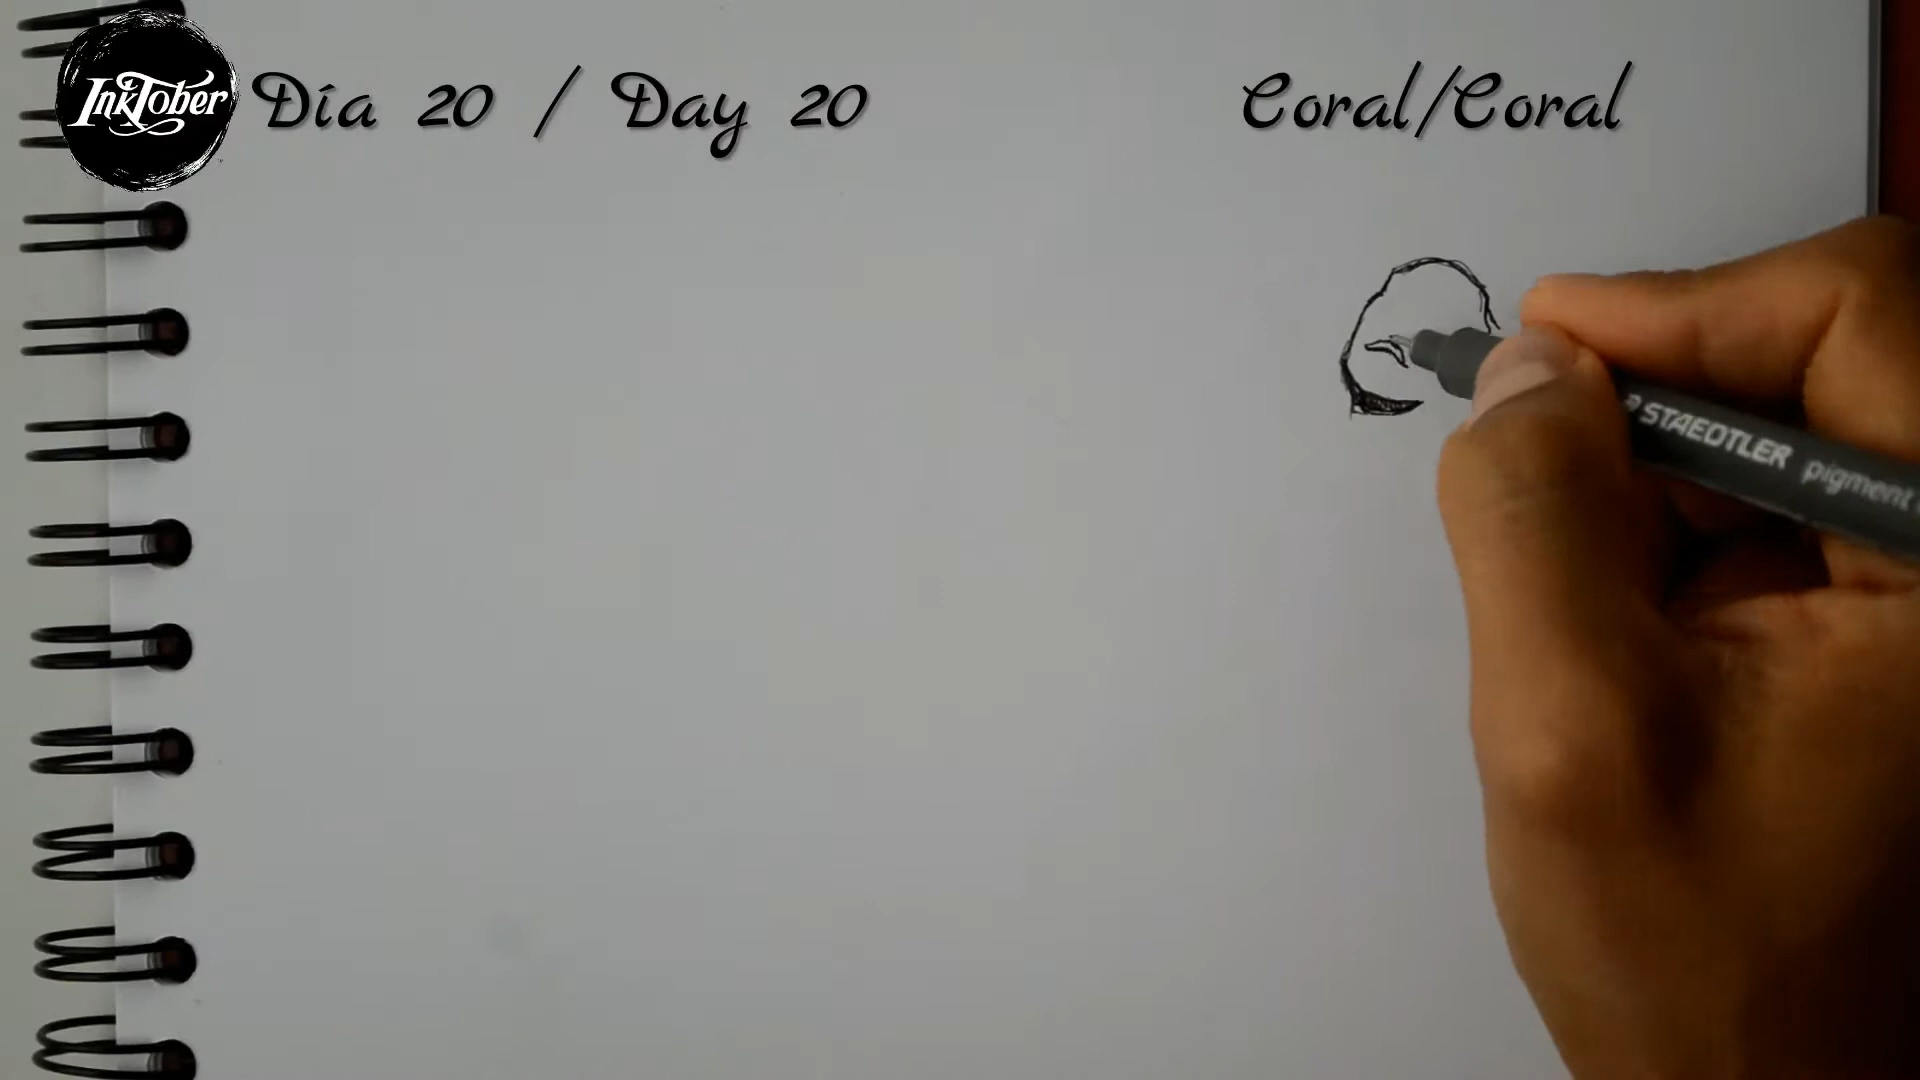 InkTober
Día 20 / Day 20
Coral/Coral
STAEDTLER pigment